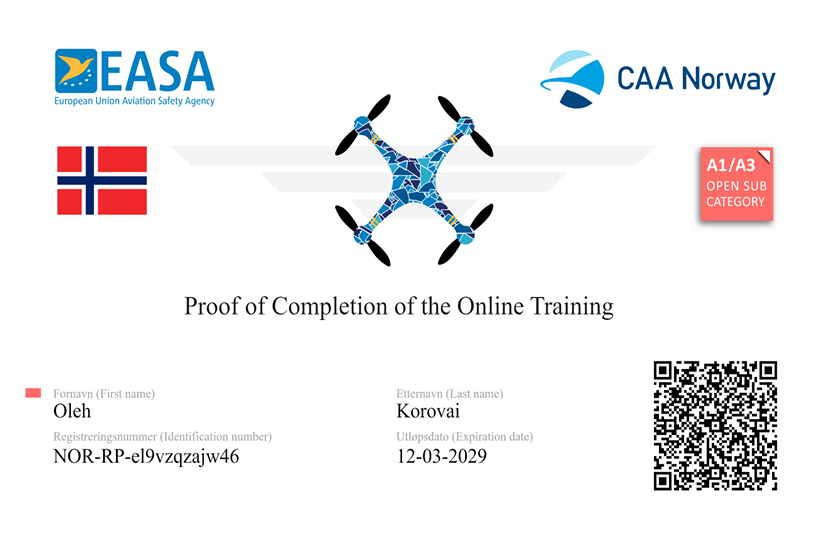 EASA
European Union Aviation Safety Agency
CAA Norway
A1/A3
OPEN SUB
CATEGORY
Proof of Completion of the Online Training
Fornavn (First name)
Oleh
Etternavn (Last name)
Korovai
Registreringsnummer (Identification number)
NOR-RP-el9vzqzajw46
Utløpsdato (Expiration date)
12-03-2029